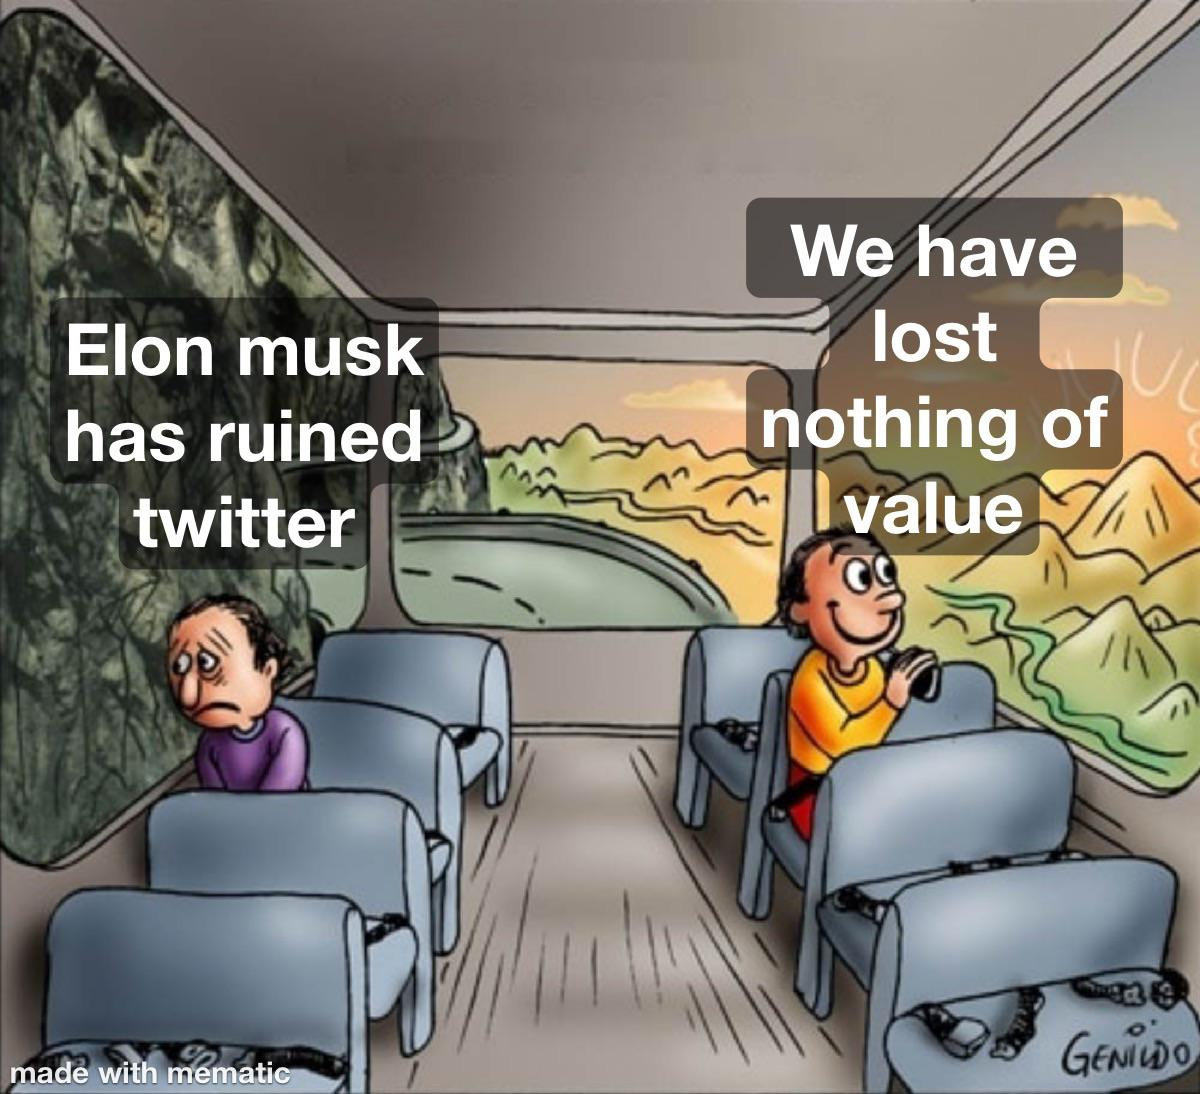 Elon musk
has ruined
twitter
We have
lost
nothing of
value
made with mematic
GENILDO